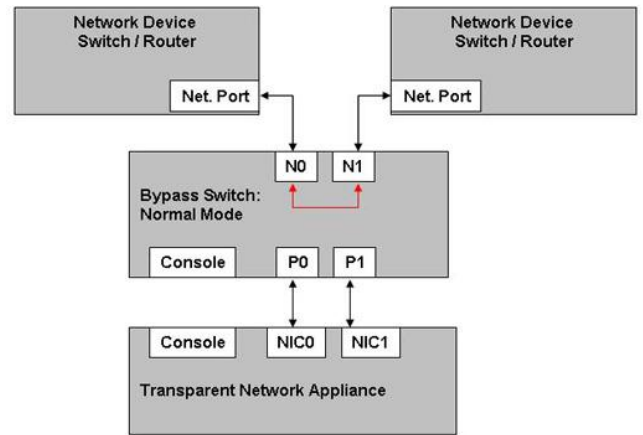 Network Device
Switch / Router
Network Device
Switch / Router
Net. Port
Net. Port
N0
N1
Bypass Switch:
Normal Mode
Console
P0
P1
Console
NIC0
NIC1
Transparent Network Appliance